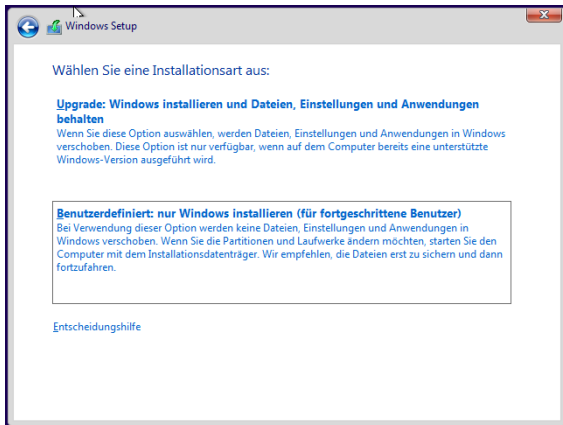 Windows Setup
Wählen Sie eine Installationsart aus:
Upgrade: Windows installieren und Dateien, Einstellungen und Anwendungen
behalten
Wenn Sie diese Option auswählen, werden Dateien, Einstellungen und Anwendungen in Windows
verschoben. Diese Option ist nur verfügbar, wenn auf dem Computer bereits eine unterstützte
Windows-Version ausgeführt wird.
Benutzerdefiniert: nur Windows installieren (für fortgeschrittene Benutzer)
Bei Verwendung dieser Option werden keine Dateien, Einstellungen und Anwendungen in
Windows verschoben. Wenn Sie die Partitionen und Laufwerke ändern möchten, starten Sie den
Computer mit dem Installationsdatenträger. Wir empfehlen, die Dateien erst zu sichern und dann
fortzufahren.
Entscheidungshilfe